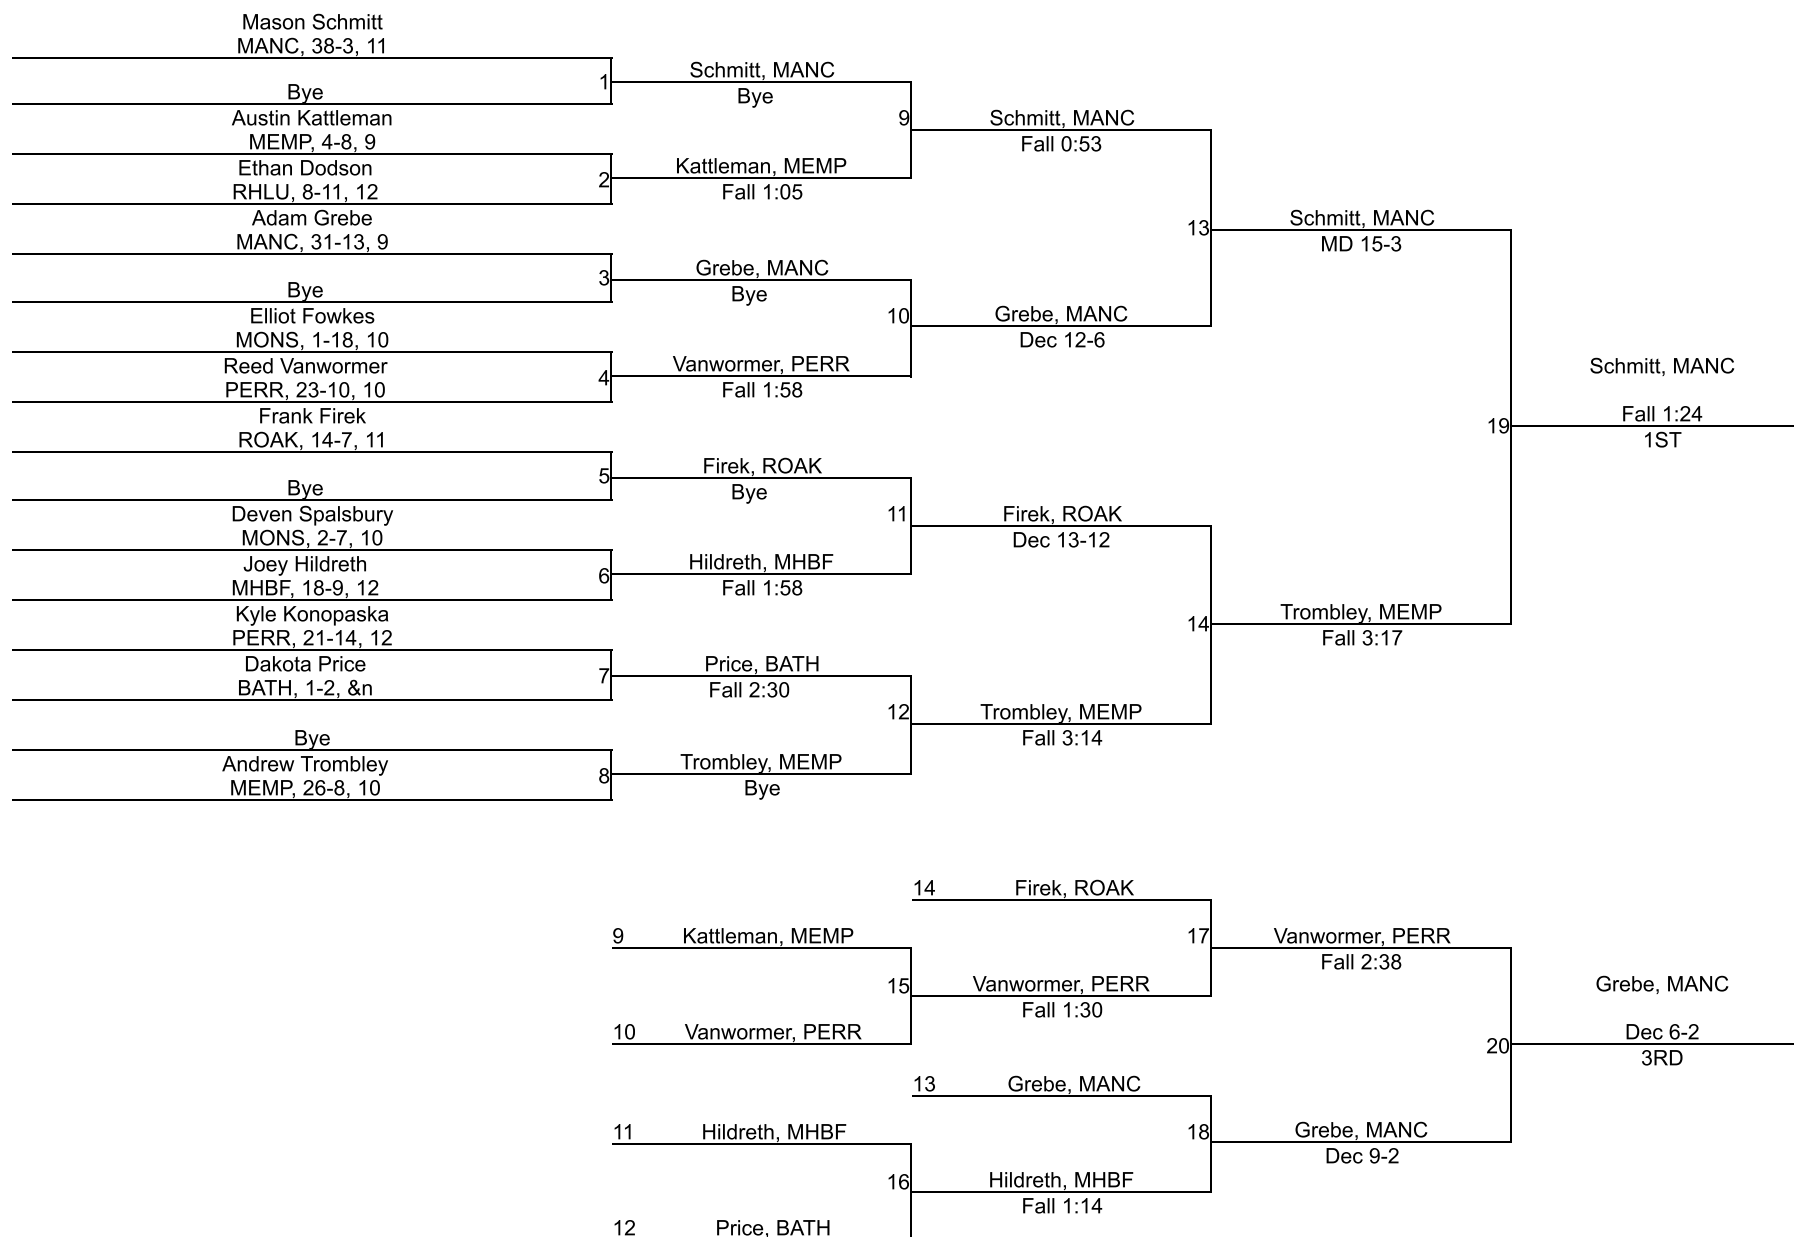 Mason Schmitt
MANC, 38-3, 11
Bye
1
Austin Kattleman
MEMP, 4-8, 9
Ethan Dodson
RHLU, 8-11, 12
2
Adam Grebe
MANC, 31-13, 9
Bye
3
Elliot Fowkes
MONS, 1-18, 10
Reed Vanwormer
PERR, 23-10, 10
4
Frank Firek
ROAK, 14-7, 11
Bye
5
Deven Spalsbury
MONS, 2-7, 10
Joey Hildreth
MHBF, 18-9, 12
6
Kyle Konopaska
PERR, 21-14, 12
Dakota Price
BATH, 1-2, &n
7
Bye
Andrew Trombley
MEMP, 26-8, 10
8
Schmitt, MANC
Bye
9
Kattleman, MEMP
Fall 1:05
Grebe, MANC
Bye
10
Vanwormer, PERR
Fall 1:58
Firek, ROAK
Bye
11
Hildreth, MHBF
Fall 1:58
Price, BATH
Fall 2:30
12
Trombley, MEMP
Bye
Schmitt, MANC
Fall 0:53
13
Grebe, MANC
Dec 12-6
Firek, ROAK
Dec 13-12
14
Trombley, MEMP
Fall 3:14
Schmitt, MANC
MD 15-3
19
Trombley, MEMP
Fall 3:17
Schmitt, MANC
Fall 1:24
1ST
9 Kattleman, MEMP
15
10 Vanwormer, PERR
11 Hildreth, MHBF
16
12 Price, BATH
14 Firek, ROAK
17
Vanwormer, PERR
Fall 1:30
13 Grebe, MANC
18
Hildreth, MHBF
Fall 1:14
Vanwormer, PERR
Fall 2:38
20
Grebe, MANC
Dec 9-2
Grebe, MANC
Dec 6-2
3RD